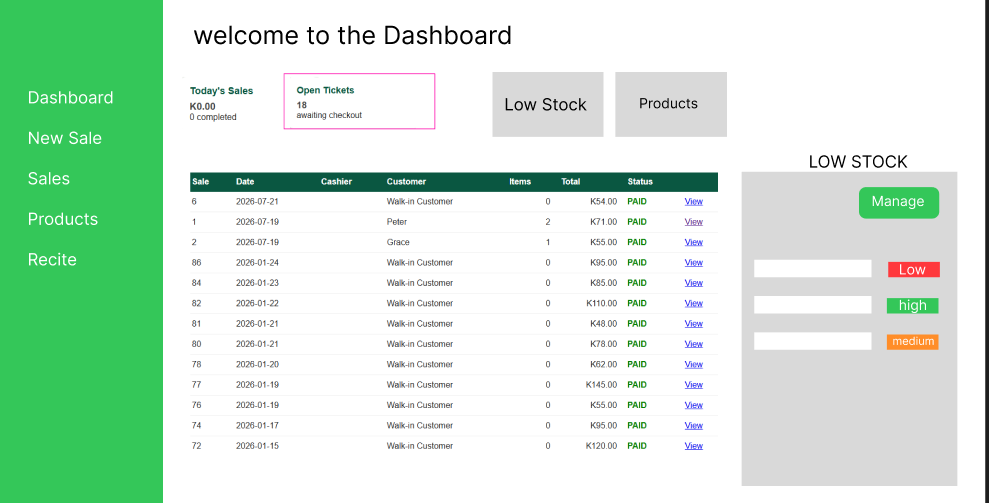 welcome to the Dashboard
Dashboard
New Sale
Sales
Products
Recite
Today's Sales
K0.00
0 completed
Open Tickets
18
awaiting checkout
Low Stock
Products
Sale Date Cashier Customer Items Total Status
6 2026-07-21 Walk-in Customer 0 K54.00 PAID View
1 2026-07-19 Peter 2 K71.00 PAID View
2 2026-07-19 Grace 1 K55.00 PAID View
86 2026-01-24 Walk-in Customer 0 K95.00 PAID View
84 2026-01-23 Walk-in Customer 0 K85.00 PAID View
82 2026-01-22 Walk-in Customer 0 K110.00 PAID View
81 2026-01-21 Walk-in Customer 0 K48.00 PAID View
80 2026-01-21 Walk-in Customer 0 K78.00 PAID View
78 2026-01-20 Walk-in Customer 0 K62.00 PAID View
77 2026-01-19 Walk-in Customer 0 K145.00 PAID View
76 2026-01-19 Walk-in Customer 0 K55.00 PAID View
74 2026-01-17 Walk-in Customer 0 K95.00 PAID View
72 2026-01-15 Walk-in Customer 0 K120.00 PAID View
LOW STOCK
Manage
Low
high
medium